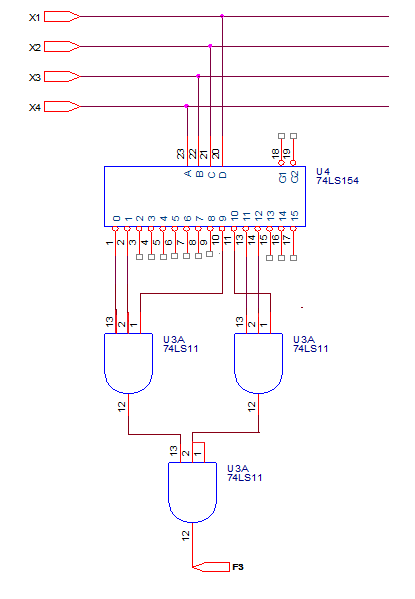 X1
X2
X3
X4
23 22 21 20 18 19
A B C D G1 G2
U4
74LS154
0 1 2 3 4 5 6 7 8 9 10 11 12 13 14 15
1 2 3 4 5 6 7 8 9 10 11 13 14 15 16 17
13 2 1
13 2 1
U3A
74LS11
U3A
74LS11
12
12
13 2 1
U3A
74LS11
12
F3